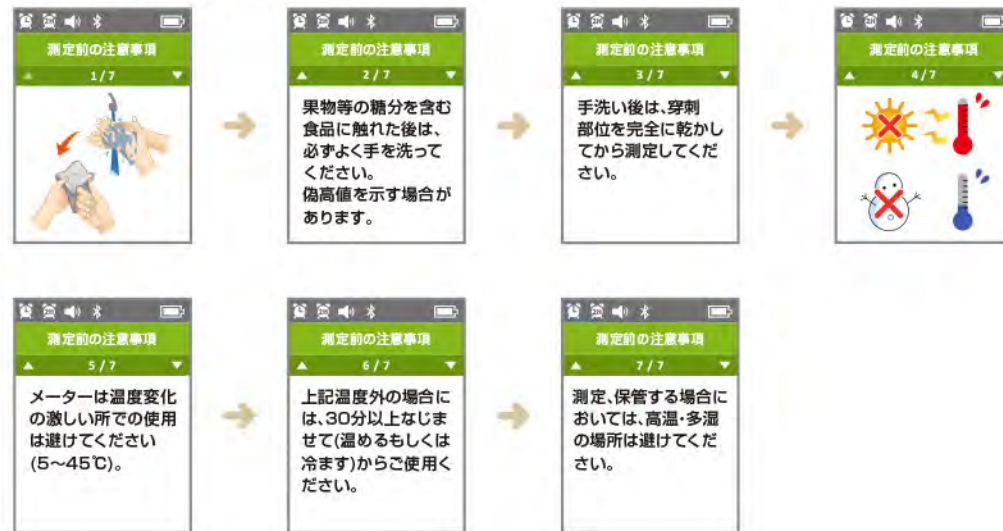 測定前の注意事項
1/7
測定前の注意事項
2/7
果物等の糖分を含む
食品に触れた後は、
必ずよく手を洗って
ください。
偽高値を示す場合が
あります。
測定前の注意事項
3/7
手洗い後は、穿刺
部位を完全に乾かし
てから測定してくだ
さい。
測定前の注意事項
4/7
測定前の注意事項
5/7
メーターは温度変化
の激しい所での使用
は避けてください
(5～45℃)。
測定前の注意事項
6/7
上記温度外の場合に
は、30分以上なじま
せて(温めるもしくは
冷ます)からご使用く
ださい。
測定前の注意事項
7/7
測定、保管する場合に
おいては、高温・多湿
の場所は避けてくだ
さい。